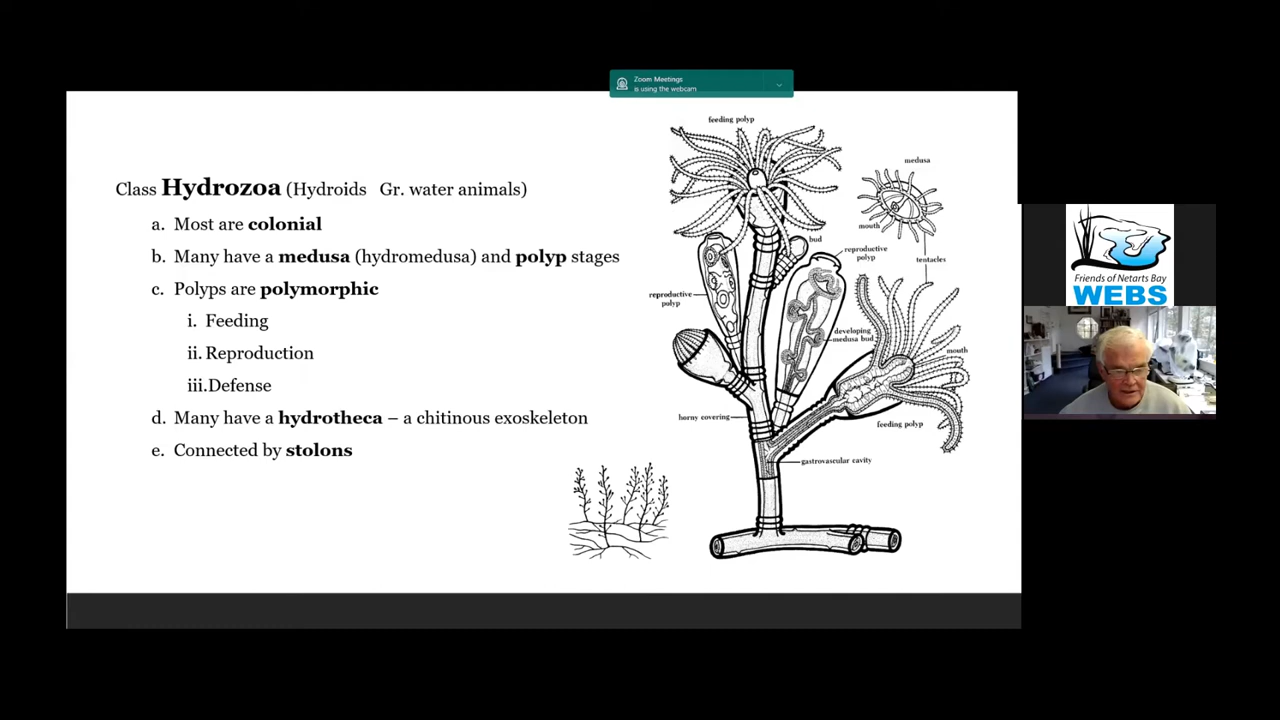 Zoom Meetings
is using the webcam
Class Hydrozoa (Hydroids Gr. water animals)
a. Most are colonial
b. Many have a medusa (hydromedusa) and polyp stages
c. Polyps are polymorphic
i. Feeding
ii. Reproduction
iii.Defense
d. Many have a hydrotheca – a chitinous exoskeleton
e. Connected by stolons
feeding polyp
medusa
mouth
bud
reproductive
polyp
tentacles
reproductive
polyp
developing
medusa bud
mouth
horny covering
feeding polyp
gastrovascular cavity
Friends of Netarts Bay
WEBS